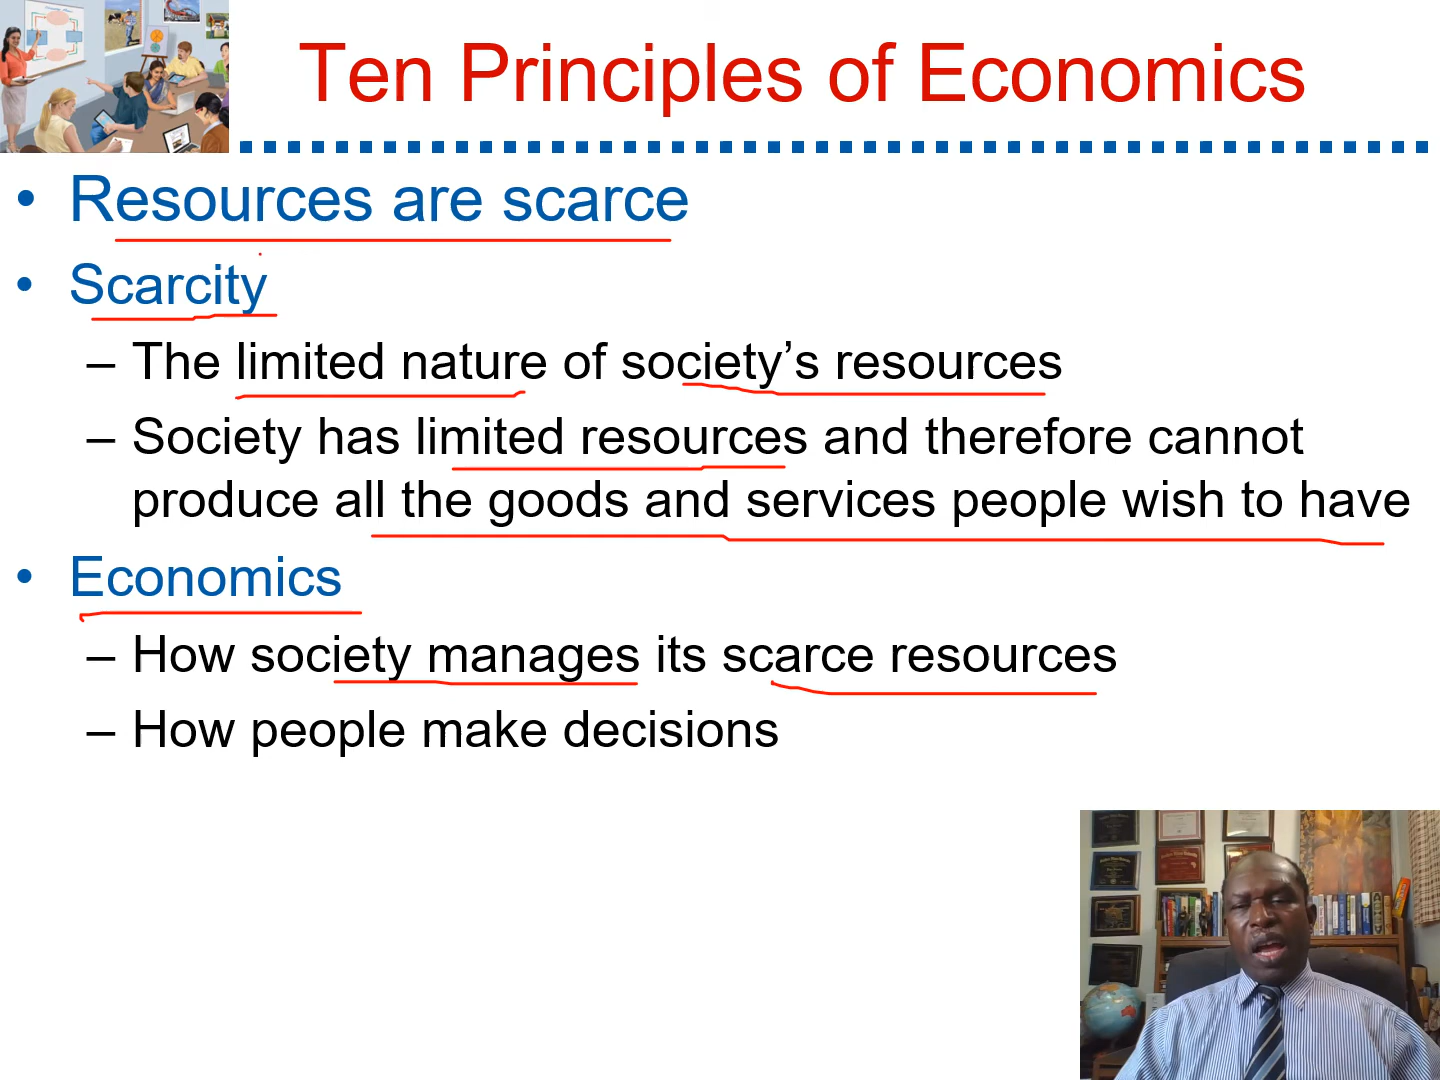 Ten Principles of Economics
• Resources are scarce
• Scarcity
– The limited nature of society’s resources
– Society has limited resources and therefore cannot
produce all the goods and services people wish to have
• Economics
– How society manages its scarce resources
– How people make decisions